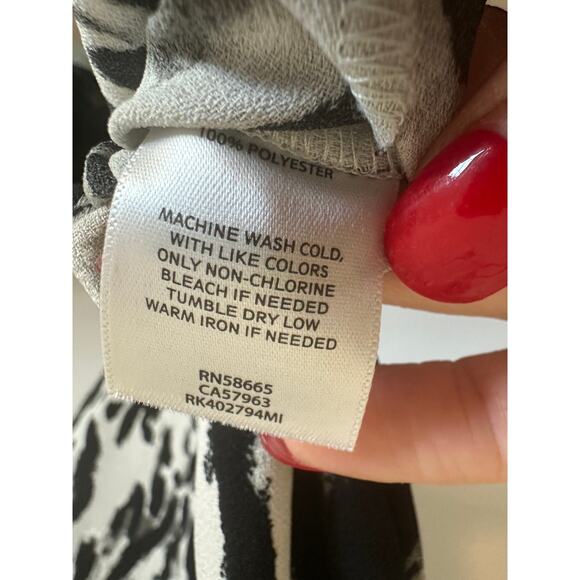 100% POLYESTER
MACHINE WASH COLD,
WITH LIKE COLORS
ONLY NON-CHLORINE
BLEACH IF NEEDED
TUMBLE DRY LOW
WARM IRON IF NEEDED
RN58665
CA57963
RK402794MI